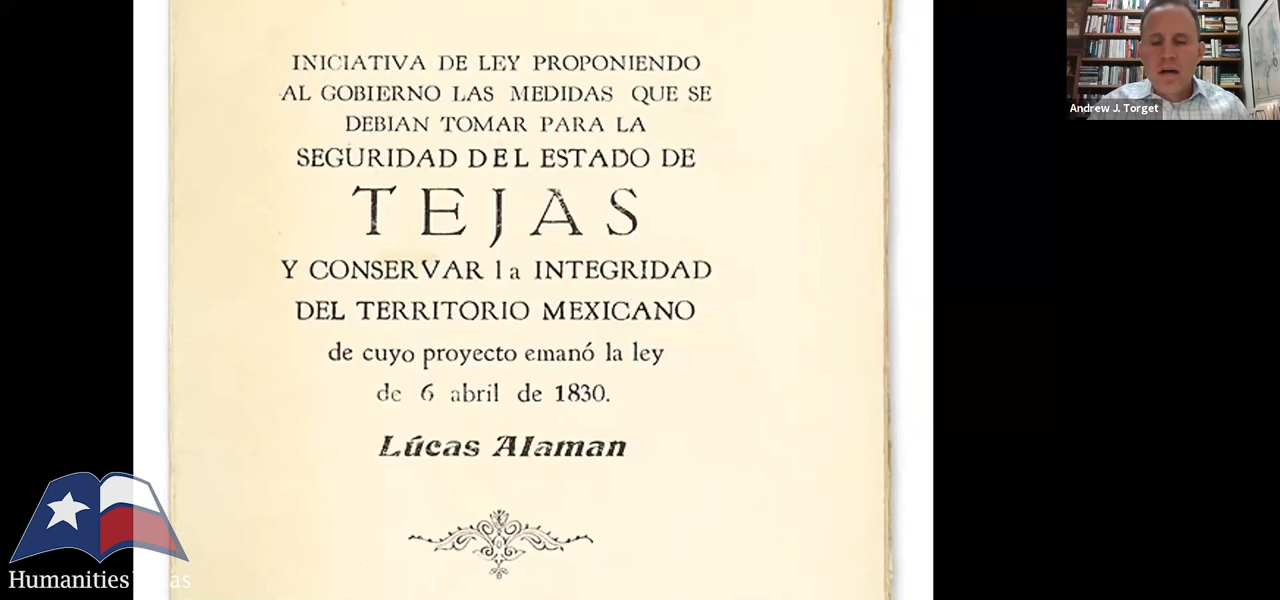 INICIATIVA DE LEY PROPONIENDO
AL GOBIERNO LAS MEDIDAS QUE SE
DEBIAN TOMAR PARA LA
SEGURIDAD DEL ESTADO DE
TEJAS
Y CONSERVAR la INTEGRIDAD
DEL TERRITORIO MEXICANO
de cuyo proyecto emanó la ley
de 6 abril de 1830.
Lúcas Alaman
Andrew J. Torget
Humanities Texas